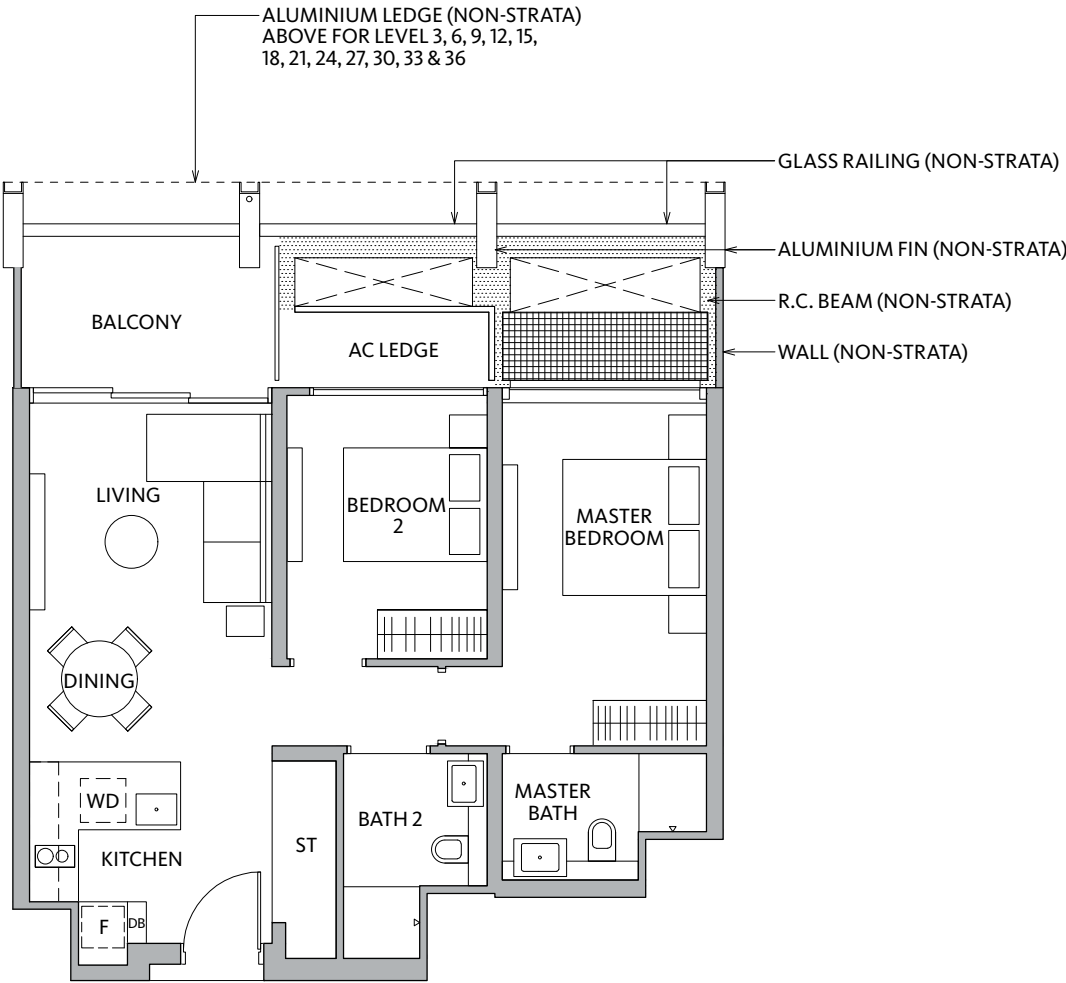 ALUMINIUM LEDGE (NON-STRATA)
ABOVE FOR LEVEL 3, 6, 9, 12, 15,
18, 21, 24, 27, 30, 33 & 36
GLASS RAILING (NON-STRATA)
ALUMINIUM FIN (NON-STRATA)
R.C. BEAM (NON-STRATA)
WALL (NON-STRATA)
BALCONY
AC LEDGE
LIVING
BEDROOM
2
MASTER
BEDROOM
DINING
WD
KITCHEN
F
DB
ST
BATH 2
MASTER
BATH